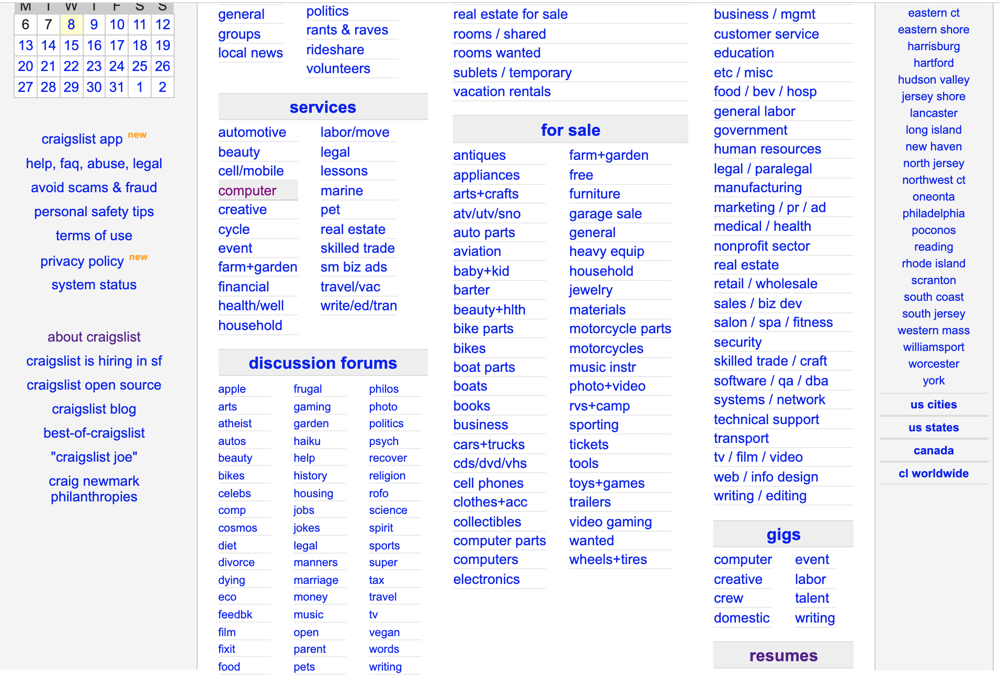 M T W T F S S
6 7 8 9 10 11 12
13 14 15 16 17 18 19
20 21 22 23 24 25 26
27 28 29 30 31 1 2
craigslist app new
help, faq, abuse, legal
avoid scams & fraud
personal safety tips
terms of use
privacy policy new
system status
about craigslist
craigslist is hiring in sf
craigslist open source
craigslist blog
best-of-craigslist
"craigslist joe"
craig newmark
philanthropies
general
groups
local news
politics
rants & raves
rideshare
volunteers
services
automotive
beauty
cell/mobile
computer
creative
cycle
event
farm+garden
financial
health/well
household
labor/move
legal
lessons
marine
pet
real estate
skilled trade
sm biz ads
travel/vac
write/ed/tran
discussion forums
apple
arts
atheist
autos
beauty
bikes
celebs
comp
cosmos
diet
divorce
dying
eco
feedbk
film
fixit
food
frugal
gaming
garden
haiku
help
history
housing
jobs
jokes
legal
manners
marriage
money
music
open
parent
pets
philos
photo
politics
psych
recover
religion
rofo
science
spirit
sports
super
tax
travel
tv
vegan
words
writing
real estate for sale
rooms / shared
rooms wanted
sublets / temporary
vacation rentals
for sale
antiques
appliances
arts+crafts
atv/utv/sno
auto parts
aviation
baby+kid
barter
beauty+hlth
bike parts
bikes
boat parts
boats
books
business
cars+trucks
cds/dvd/vhs
cell phones
clothes+acc
collectibles
computer parts
computers
electronics
farm+garden
free
furniture
garage sale
general
heavy equip
household
jewelry
materials
motorcycle parts
motorcycles
music instr
photo+video
rvs+camp
sporting
tickets
tools
toys+games
trailers
video gaming
wanted
wheels+tires
business / mgmt
customer service
education
etc / misc
food / bev / hosp
general labor
government
human resources
legal / paralegal
manufacturing
marketing / pr / ad
medical / health
nonprofit sector
real estate
retail / wholesale
sales / biz dev
salon / spa / fitness
security
skilled trade / craft
software / qa / dba
systems / network
technical support
transport
tv / film / video
web / info design
writing / editing
gigs
computer
creative
crew
domestic
event
labor
talent
writing
resumes
eastern ct
eastern shore
harrisburg
hartford
hudson valley
jersey shore
lancaster
long island
new haven
north jersey
northwest ct
oneonta
philadelphia
poconos
reading
rhode island
scranton
south coast
south jersey
western mass
williamsport
worcester
york
us cities
us states
canada
cl worldwide